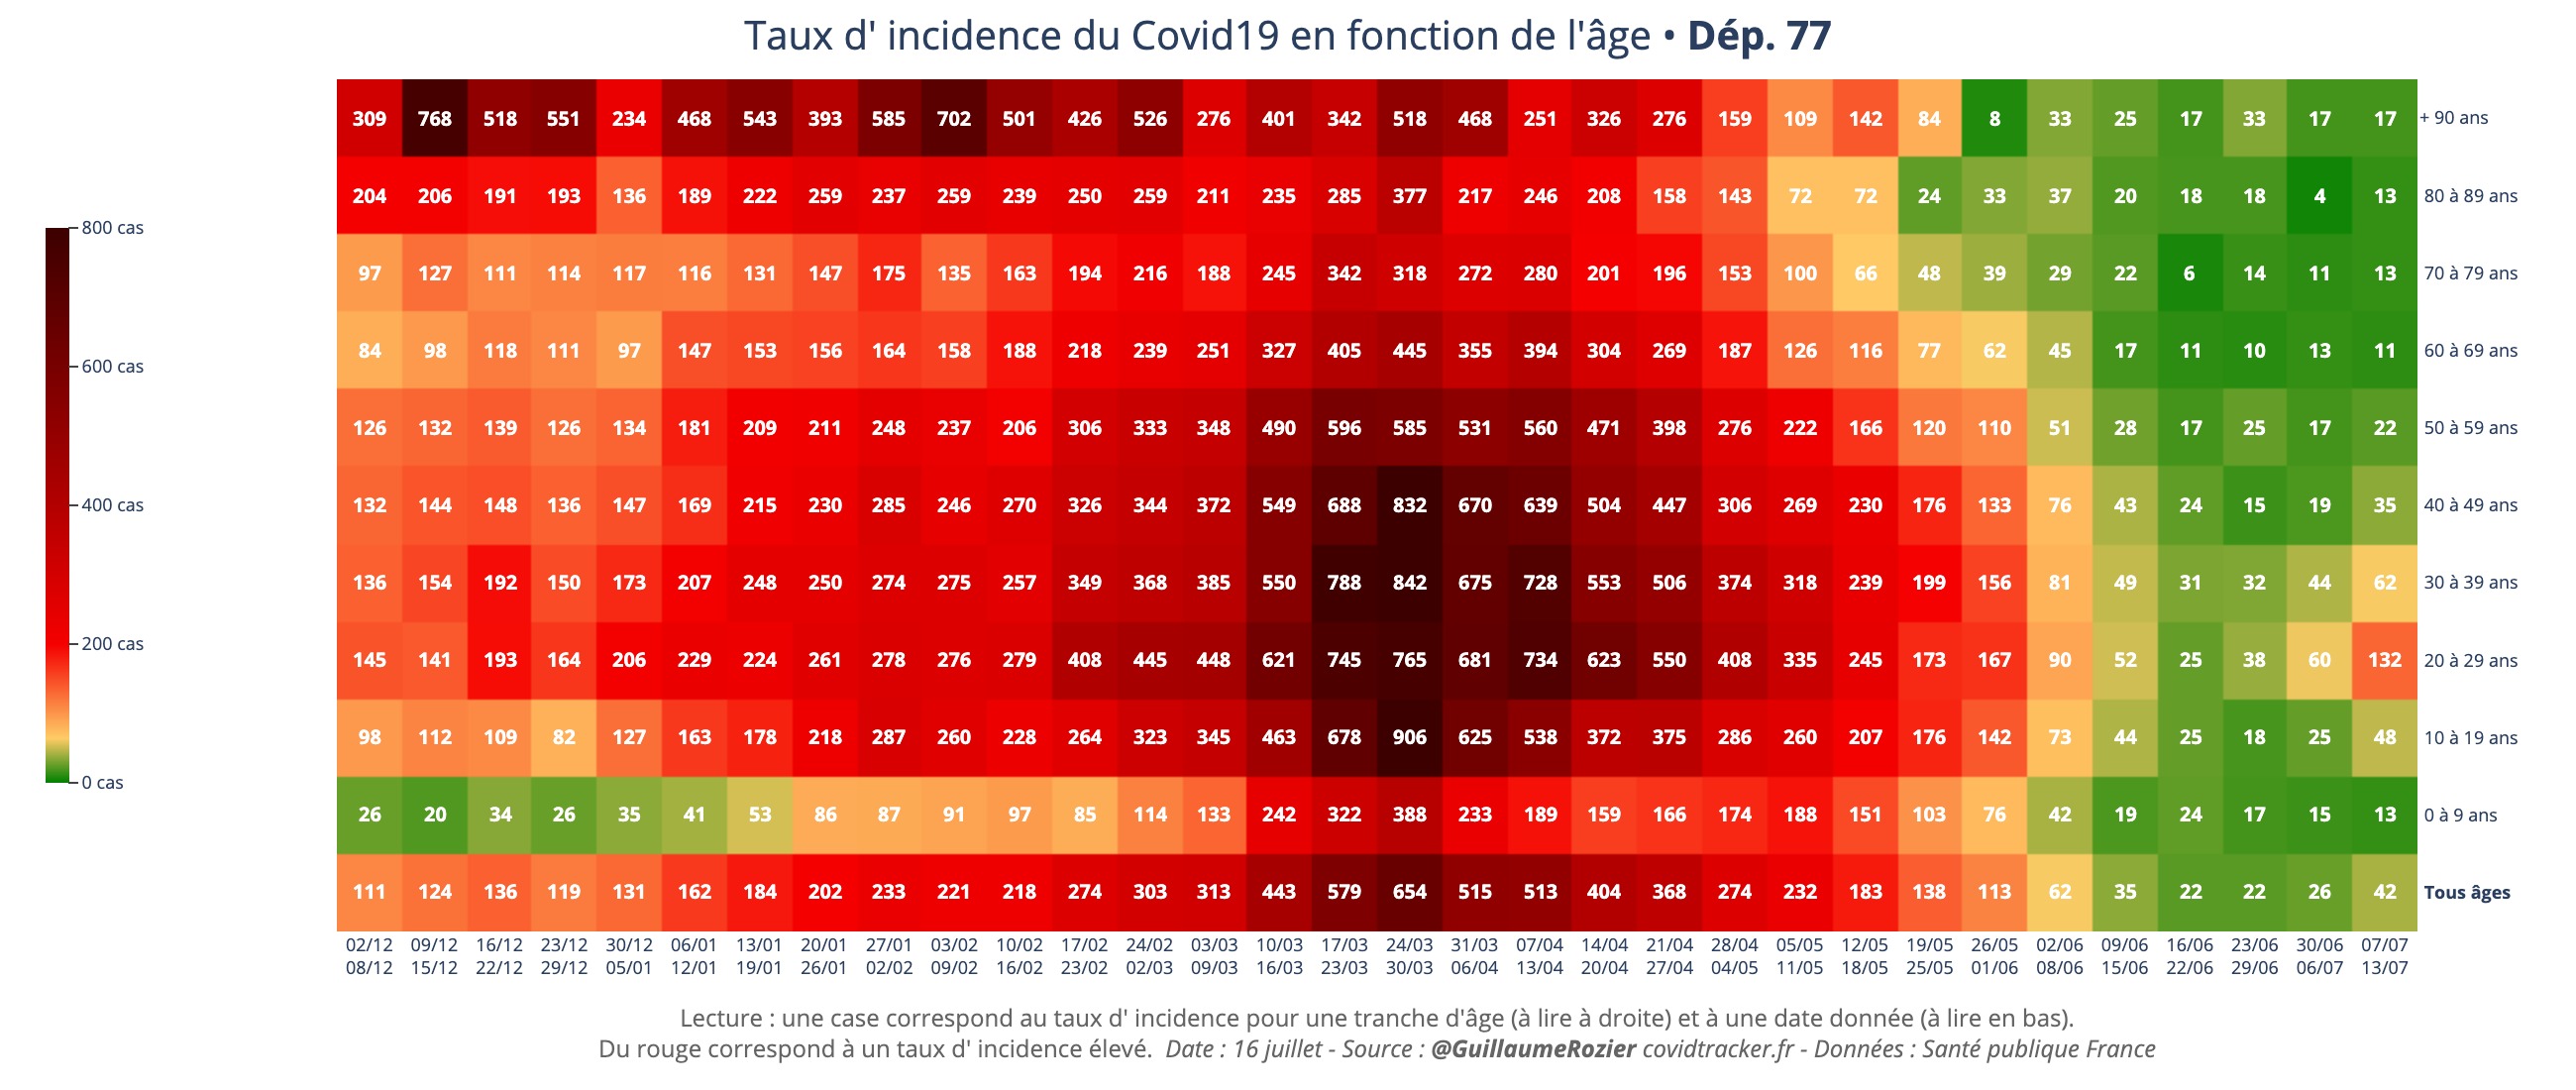 Taux d' incidence du Covid19 en fonction de l'âge • Dép. 77
309 768 518 551 234 468 543 393 585 702 501 426 526 276 401 342 518 468 251 326 276 159 109 142 84 8 33 25 17 33 17 17 + 90 ans
204 206 191 193 136 189 222 259 237 259 239 250 259 211 235 285 377 217 246 208 158 143 72 72 24 33 37 20 18 18 4 13 80 à 89 ans
97 127 111 114 117 116 131 147 175 135 163 194 216 188 245 342 318 272 280 201 196 153 100 66 48 39 29 22 6 14 11 13 70 à 79 ans
84 98 118 111 97 147 153 156 164 158 188 218 239 251 327 405 445 355 394 304 269 187 126 116 77 62 45 17 11 10 13 11 60 à 69 ans
126 132 139 126 134 181 209 211 248 237 206 306 333 348 490 596 585 531 560 471 398 276 222 166 120 110 51 28 17 25 17 22 50 à 59 ans
132 144 148 136 147 169 215 230 285 246 270 326 344 372 549 688 832 670 639 504 447 306 269 230 176 133 76 43 24 15 19 35 40 à 49 ans
136 154 192 150 173 207 248 250 274 275 257 349 368 385 550 788 842 675 728 553 506 374 318 239 199 156 81 49 31 32 44 62 30 à 39 ans
145 141 193 164 206 229 224 261 278 276 279 408 445 448 621 745 765 681 734 623 550 408 335 245 173 167 90 52 25 38 60 132 20 à 29 ans
98 112 109 82 127 163 178 218 287 260 228 264 323 345 463 678 906 625 538 372 375 286 260 207 176 142 73 44 25 18 25 48 10 à 19 ans
26 20 34 26 35 41 53 86 87 91 97 85 114 133 242 322 388 233 189 159 166 174 188 151 103 76 42 19 24 17 15 13 0 à 9 ans
111 124 136 119 131 162 184 202 233 221 218 274 303 313 443 579 654 515 513 404 368 274 232 183 138 113 62 35 22 22 26 42 Tous âges
02/12 09/12 16/12 23/12 30/12 06/01 13/01 20/01 27/01 03/02 10/02 17/02 24/02 03/03 10/03 17/03 24/03 31/03 07/04 14/04 21/04 28/04 05/05 12/05 19/05 26/05 02/06 09/06 16/06 23/06 30/06 07/07
08/12 15/12 22/12 29/12 05/01 12/01 19/01 26/01 02/02 09/02 16/02 23/02 02/03 09/03 16/03 23/03 30/03 06/04 13/04 20/04 27/04 04/05 11/05 18/05 25/05 01/06 08/06 15/06 22/06 29/06 06/07 13/07
800 cas
600 cas
400 cas
200 cas
0 cas
Lecture : une case correspond au taux d' incidence pour une tranche d'âge (à lire à droite) et à une date donnée (à lire en bas).
Du rouge correspond à un taux d' incidence élevé. Date : 16 juillet - Source : @GuillaumeRozier covidtracker.fr - Données : Santé publique France